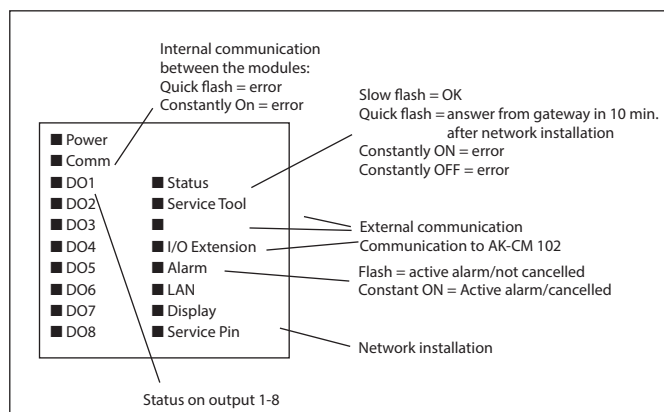 Internal communication
between the modules:
Quick flash = error
Constantly On = error
Slow flash = OK
Quick flash = answer from gateway in 10 min.
after network installation
Constantly ON = error
Constantly OFF = error
Power
Comm
DO1
DO2
DO3
DO4
DO5
DO6
DO7
DO8
Status
Service Tool
I/O Extension
Alarm
LAN
Display
Service Pin
External communication
Communication to AK-CM 102
Flash = active alarm/not cancelled
Constant ON = Active alarm/cancelled
Network installation
Status on output 1-8